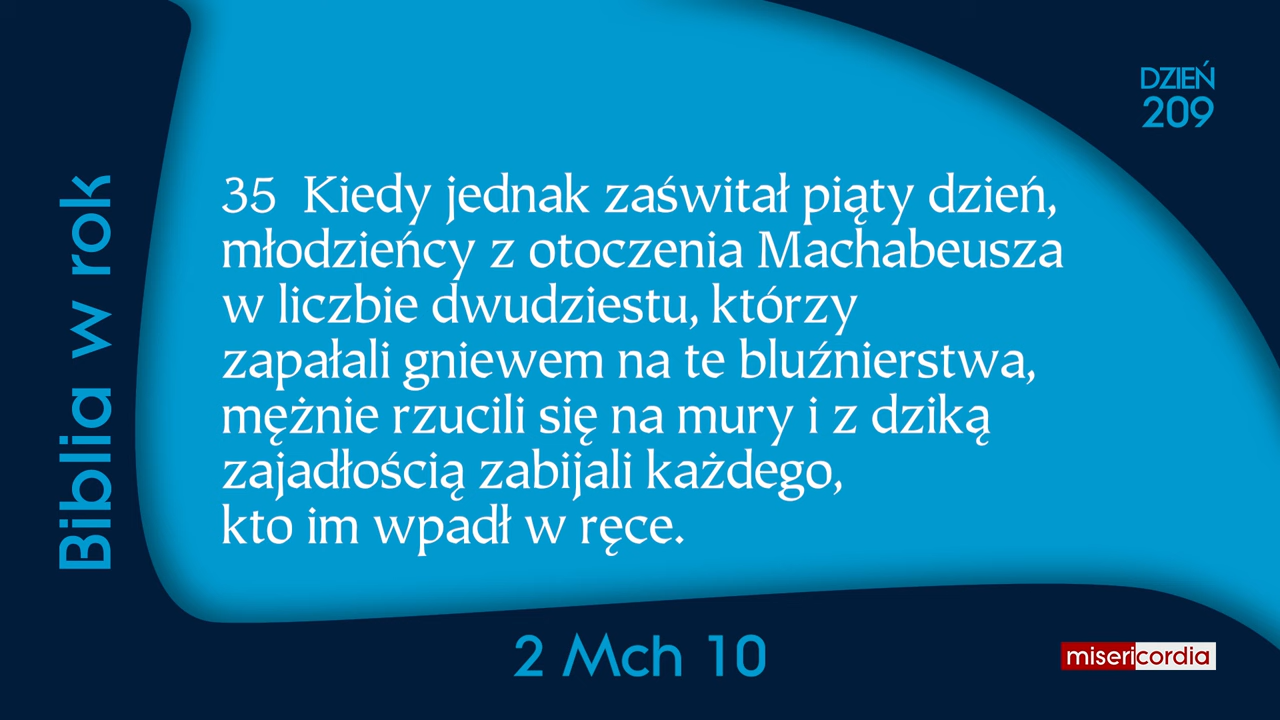 DZIEŃ
209
Biblia w rok
35 Kiedy jednak zaświtał piąty dzień,
młodzieńcy z otoczenia Machabeusza
w liczbie dwudziestu, którzy
zapałali gniewem na te bluźnierstwa,
mężnie rzucili się na mury i z dziką
zajadłością zabijali każdego,
kto im wpadł w ręce.
2 Mch 10
misericordia